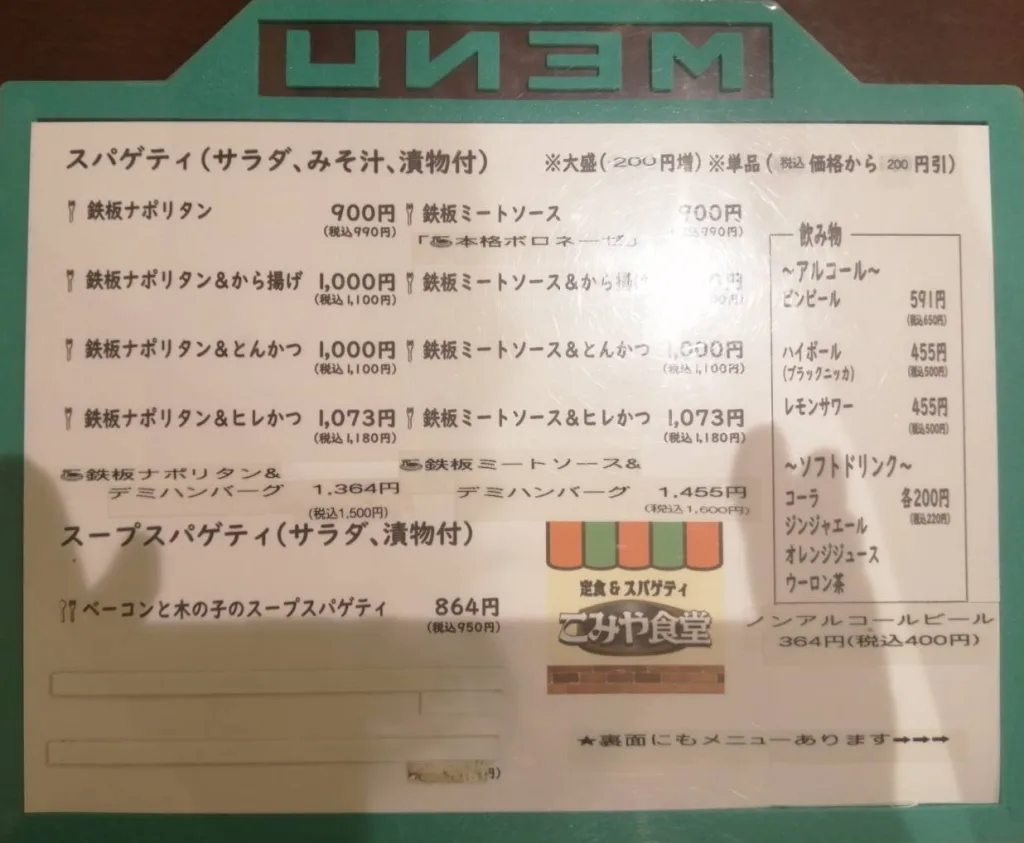 MENU
スパゲティ(サラダ、みそ汁、漬物付)
※大盛(200円増)※単品(税込価格から200円引)
鉄板ナポリタン 900円
(税込990円)
鉄板ナポリタン&から揚げ 1,000円
(税込1,100円)
鉄板ナポリタン&とんかつ 1,000円
(税込1,100円)
鉄板ナポリタン&ヒレかつ 1,073円
(税込1,180円)
鉄板ナポリタン&
デミハンバーグ 1.364円
(税込1,500円)
鉄板ミートソース 900円
「本格ボロネーゼ」
990円)
鉄板ミートソース&から揚げ
鉄板ミートソース&とんかつ 1,000円
(税込1,100円)
鉄板ミートソース&ヒレかつ 1,073円
(税込1,180円)
鉄板ミートソース&
デミハンバーグ 1.455円
(税込1,600円)
飲み物
~アルコール~
ビンビール 591円
(税込650円)
ハイボール 455円
(ブラックニッカ) (税込500円)
レモンサワー 455円
(税込500円)
~ソフトドリンク~
コーラ 各200円
(税込220円)
ジンジャエール
オレンジジュース
ウーロン茶
ノンアルコールビール
364円(税込400円)
スープスパゲティ(サラダ、漬物付)
ベーコンと木の子のスープスパゲティ 864円
(税込950円)
定食&スパゲティ
こみや食堂
★裏面にもメニューあります→→→